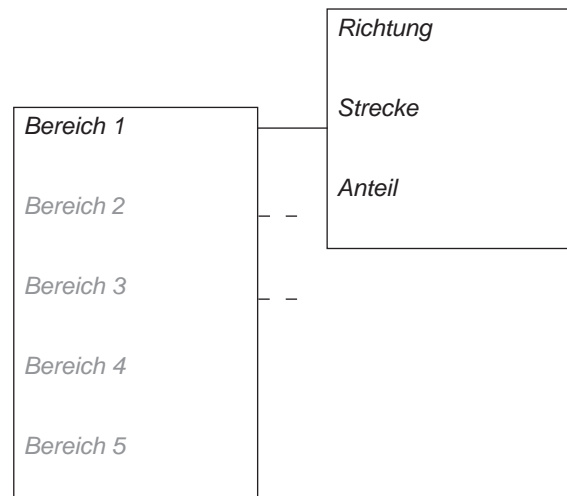 Richtung
Strecke
Anteil
Bereich 1
Bereich 2
Bereich 3
Bereich 4
Bereich 5